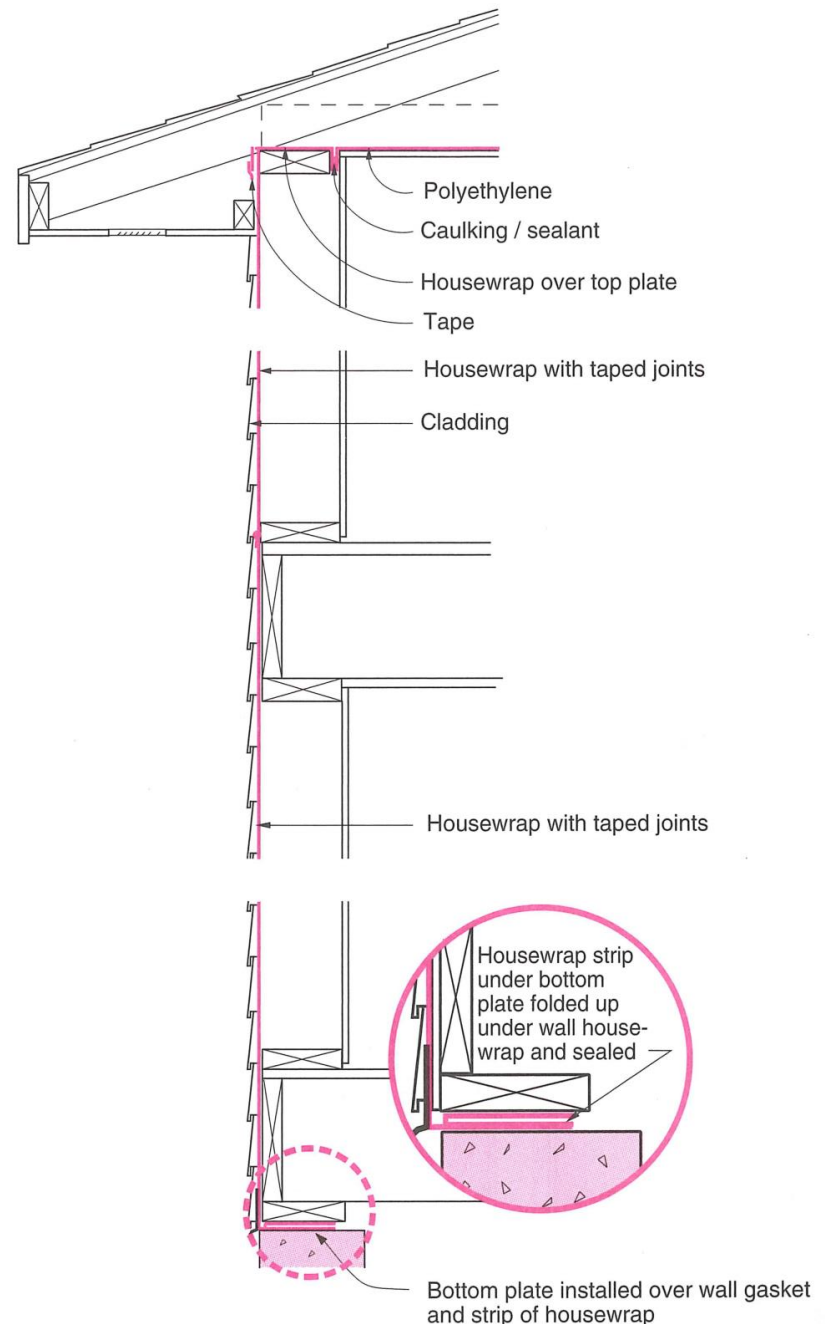 Polyethylene
Caulking / sealant
Housewrap over top plate
Tape
Housewrap with taped joints
Cladding
Housewrap with taped joints
Housewrap strip
under bottom
plate folded up
under wall house-
wrap and sealed
Bottom plate installed over wall gasket
and strip of housewrap